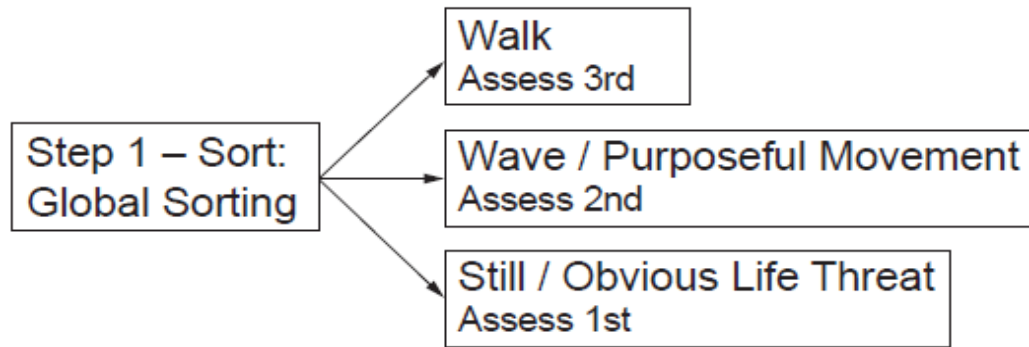 Walk
Assess 3rd
Step 1 – Sort:
Global Sorting
Wave / Purposeful Movement
Assess 2nd
Still / Obvious Life Threat
Assess 1st